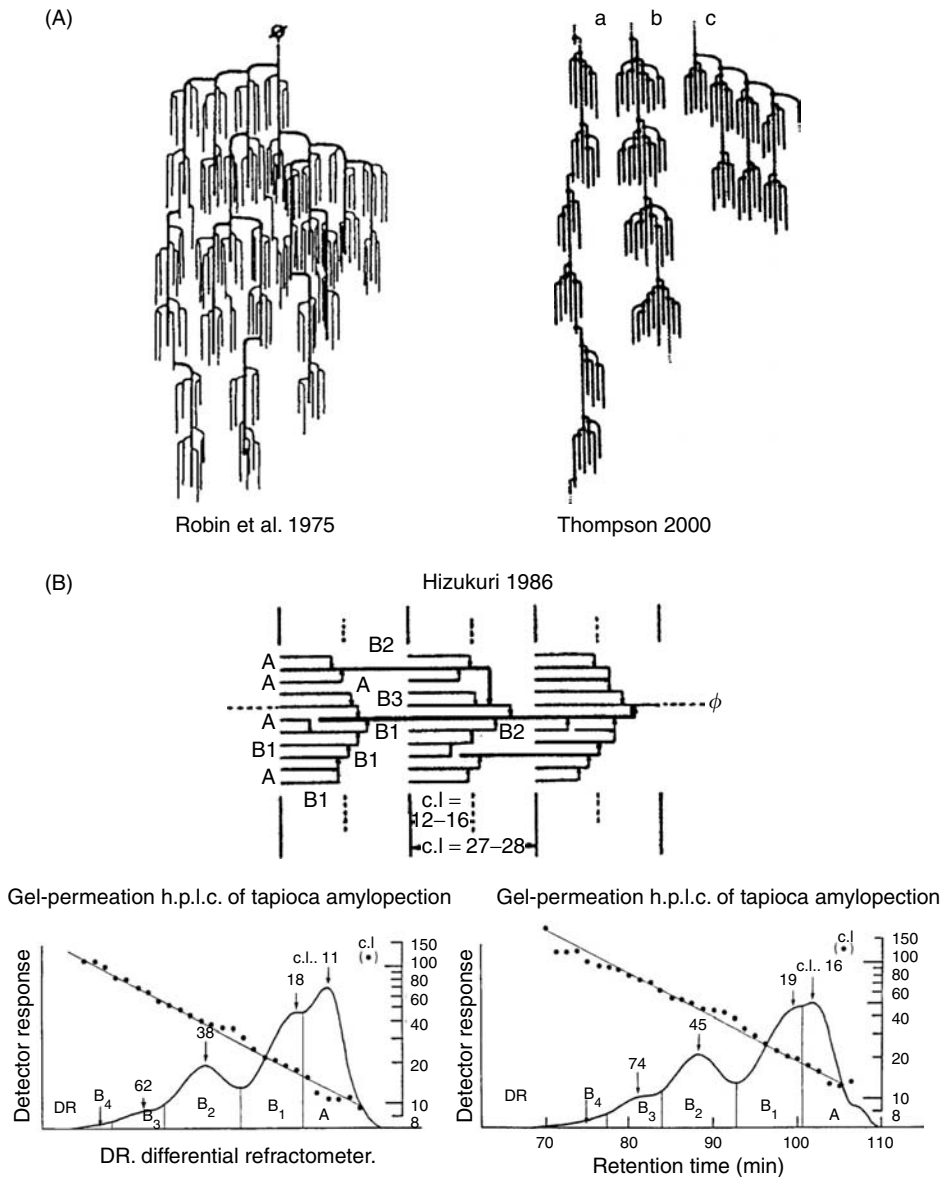 (A)
a b c
Robin et al. 1975
Thompson 2000
(B)
Hizukuri 1986
B2
A
A
A
B3
ϕ
A
B1
B2
B1
B1
A
B1
c.l =
12–16
c.l = 27–28
Gel-permeation h.p.l.c. of tapioca amylopection
Detector response
c.l
(•)
150
100
80
60
40
20
10
8
c.l.. 11
18
38
62
DR
B4
B3
B2
B1
A
DR. differential refractometer.
Gel-permeation h.p.l.c. of tapioca amylopection
Detector response
c.l
(•)
150
100
80
60
40
20
10
8
c.l.. 16
19
45
74
DR
B4
B3
B2
B1
A
70 80 90 100 110
Retention time (min)